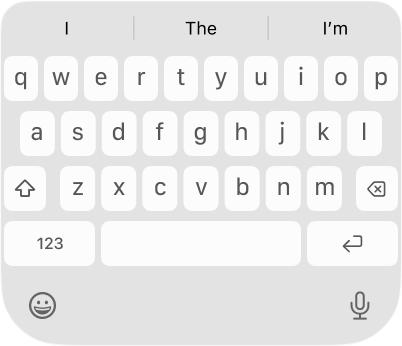 I The I’m
q w e r t y u i o p
a s d f g h j k l
z x c v b n m
123